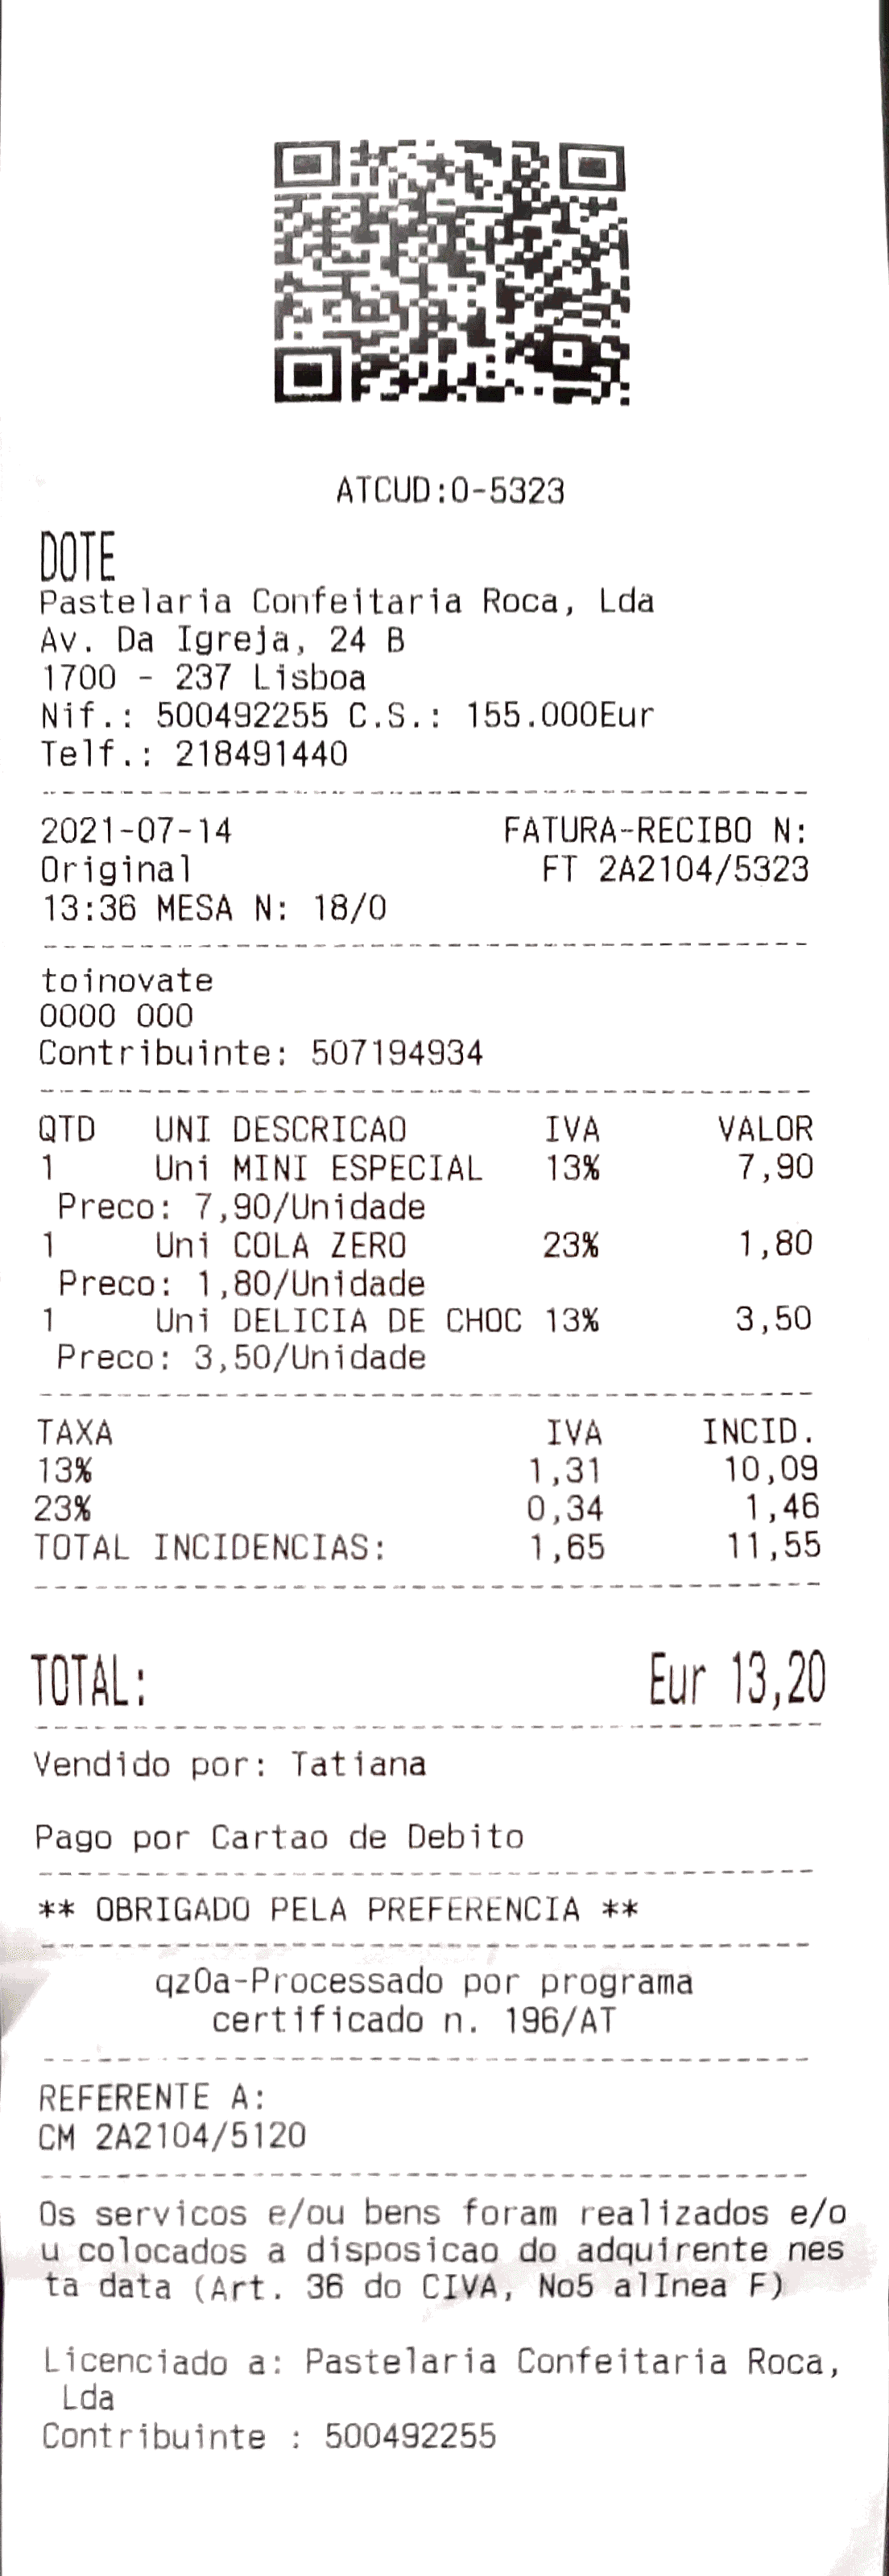 ATCUD:0-5323
DOTE
Pastelaria Confeitaria Roca, Lda
Av. Da Igreja, 24 B
1700 - 237 Lisboa
Nif.: 500492255 C.S.: 155.000Eur
Telf.: 218491440
2021-07-14 FATURA-RECIBO N:
Original FT 2A2104/5323
13:36 MESA N: 18/0
toinovate
0000 000
Contribuinte: 507194934
QTD UNI DESCRICAO IVA VALOR
1 Uni MINI ESPECIAL 13% 7,90
Preco: 7,90/Unidade
1 Uni COLA ZERO 23% 1,80
Preco: 1,80/Unidade
1 Uni DELICIA DE CHOC 13% 3,50
Preco: 3,50/Unidade
TAXA IVA INCID.
13% 1,31 10,09
23% 0,34 1,46
TOTAL INCIDENCIAS: 1,65 11,55
TOTAL: Eur 13,20
Vendido por: Tatiana
Pago por Cartao de Debito
** OBRIGADO PELA PREFERENCIA **
qz0a-Processado por programa
certificado n. 196/AT
REFERENTE A:
CM 2A2104/5120
Os servicos e/ou bens foram realizados e/o
u colocados a disposicao do adquirente nes
ta data (Art. 36 do CIVA, No5 alInea F)
Licenciado a: Pastelaria Confeitaria Roca,
Lda
Contribuinte : 500492255